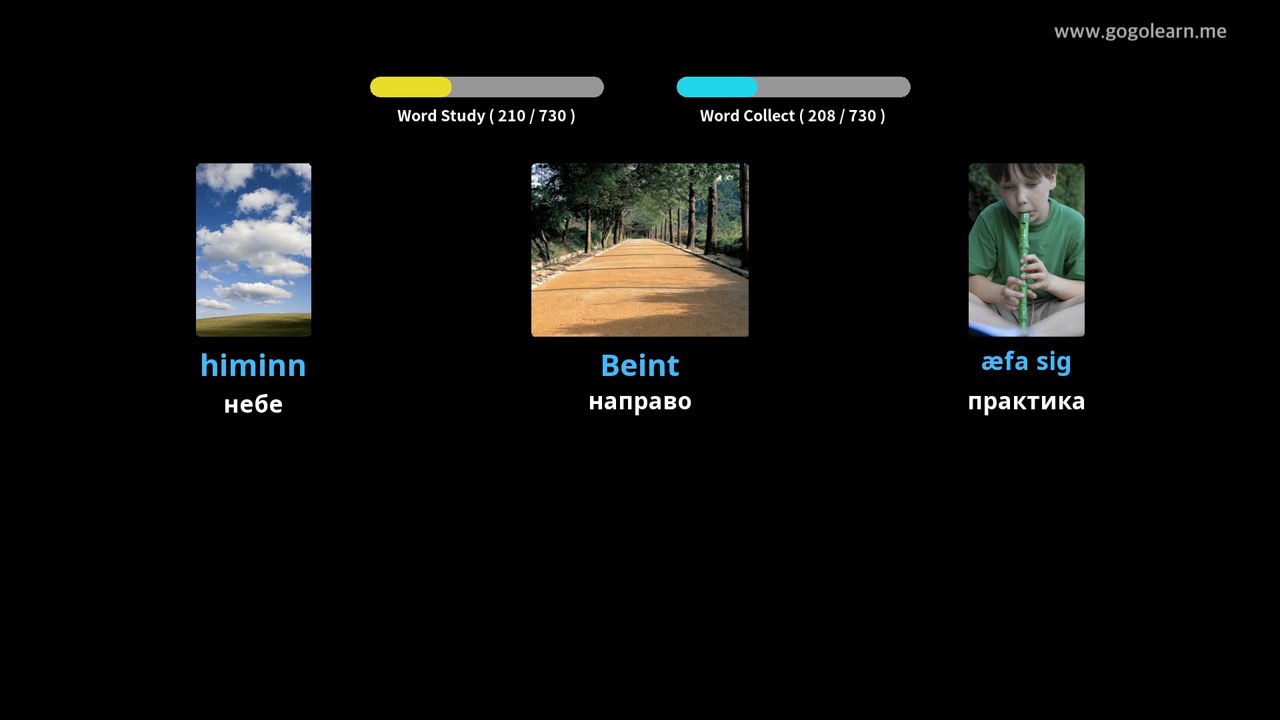 www.gogolearn.me
Word Study ( 210 / 730 )
Word Collect ( 208 / 730 )
himinn
Beint
æfa sig
небе
направо
практика